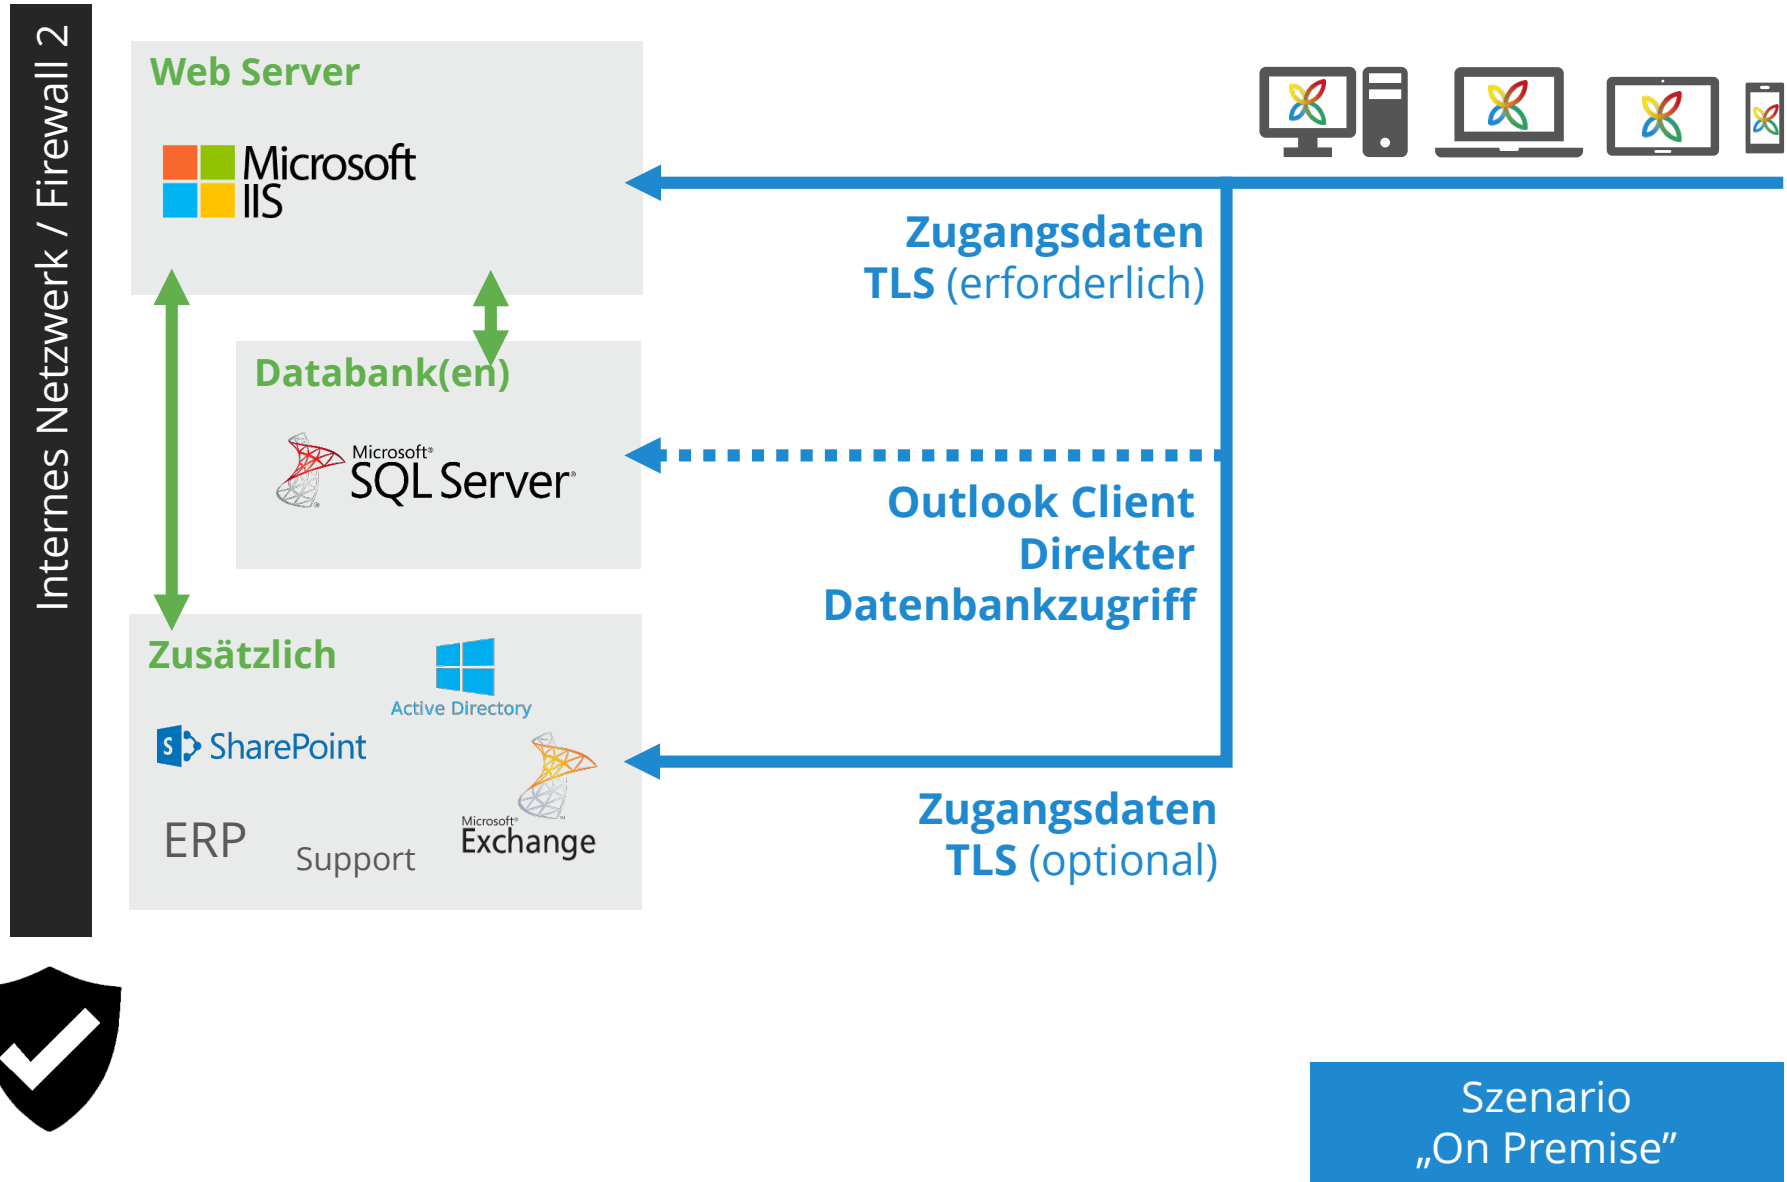 Internes Netzwerk / Firewall 2
Web Server
Microsoft
IIS
Zugangsdaten
TLS (erforderlich)
Databank(en)
Microsoft®
SQL Server®
Outlook Client
Direkter
Datenbankzugriff
Zusätzlich
Active Directory
S SharePoint
Microsoft®
Exchange
ERP
Support
Zugangsdaten
TLS (optional)
Szenario
„On Premise”